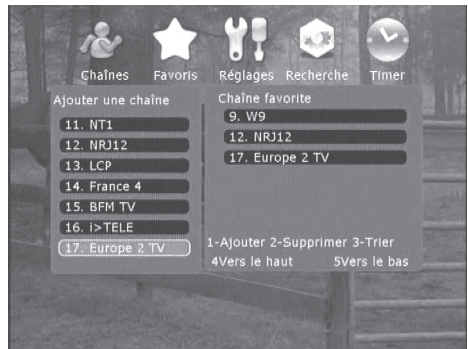 Chaînes Favoris Réglages Recherche Timer
Ajouter une chaîne
11. NT1
12. NRJ12
13. LCP
14. France 4
15. BFM TV
16. i>TELE
17. Europe 2 TV
Chaîne favorite
9. W9
12. NRJ12
17. Europe 2 TV
1-Ajouter 2-Supprimer 3-Trier
4Vers le haut 5Vers le bas